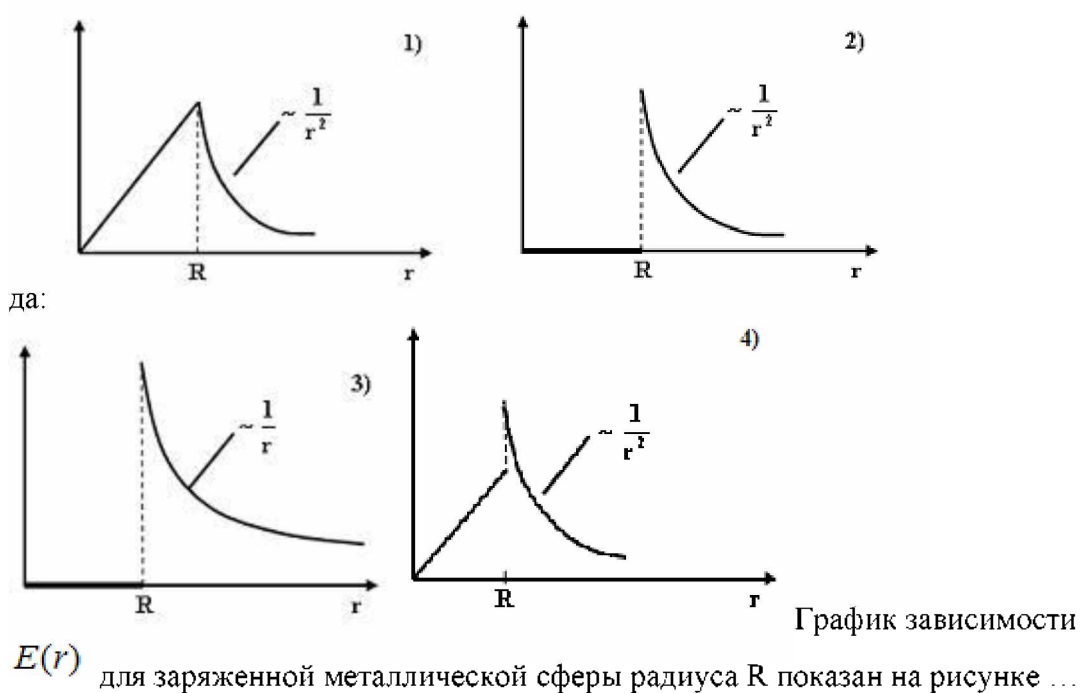 1)
~ 1/r²
R
r
2)
~ 1/r²
R
r
да:
3)
~ 1/r
R
r
4)
~ 1/r²
R
r
График зависимости
E(r) для заряженной металлической сферы радиуса R показан на рисунке …